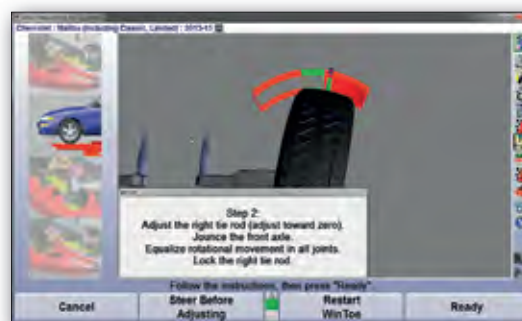 Chevrolet : Malibu (Including Classic, Limited) : 2013-15
Step 2:
Adjust the right tie rod (adjust toward zero).
Jounce the front axle.
Equalize rotational movement in all joints.
Lock the right tie rod
Follow the instructions, then press "Ready".
Cancel
Steer Before
Adjusting
Restart
WinToe
Ready